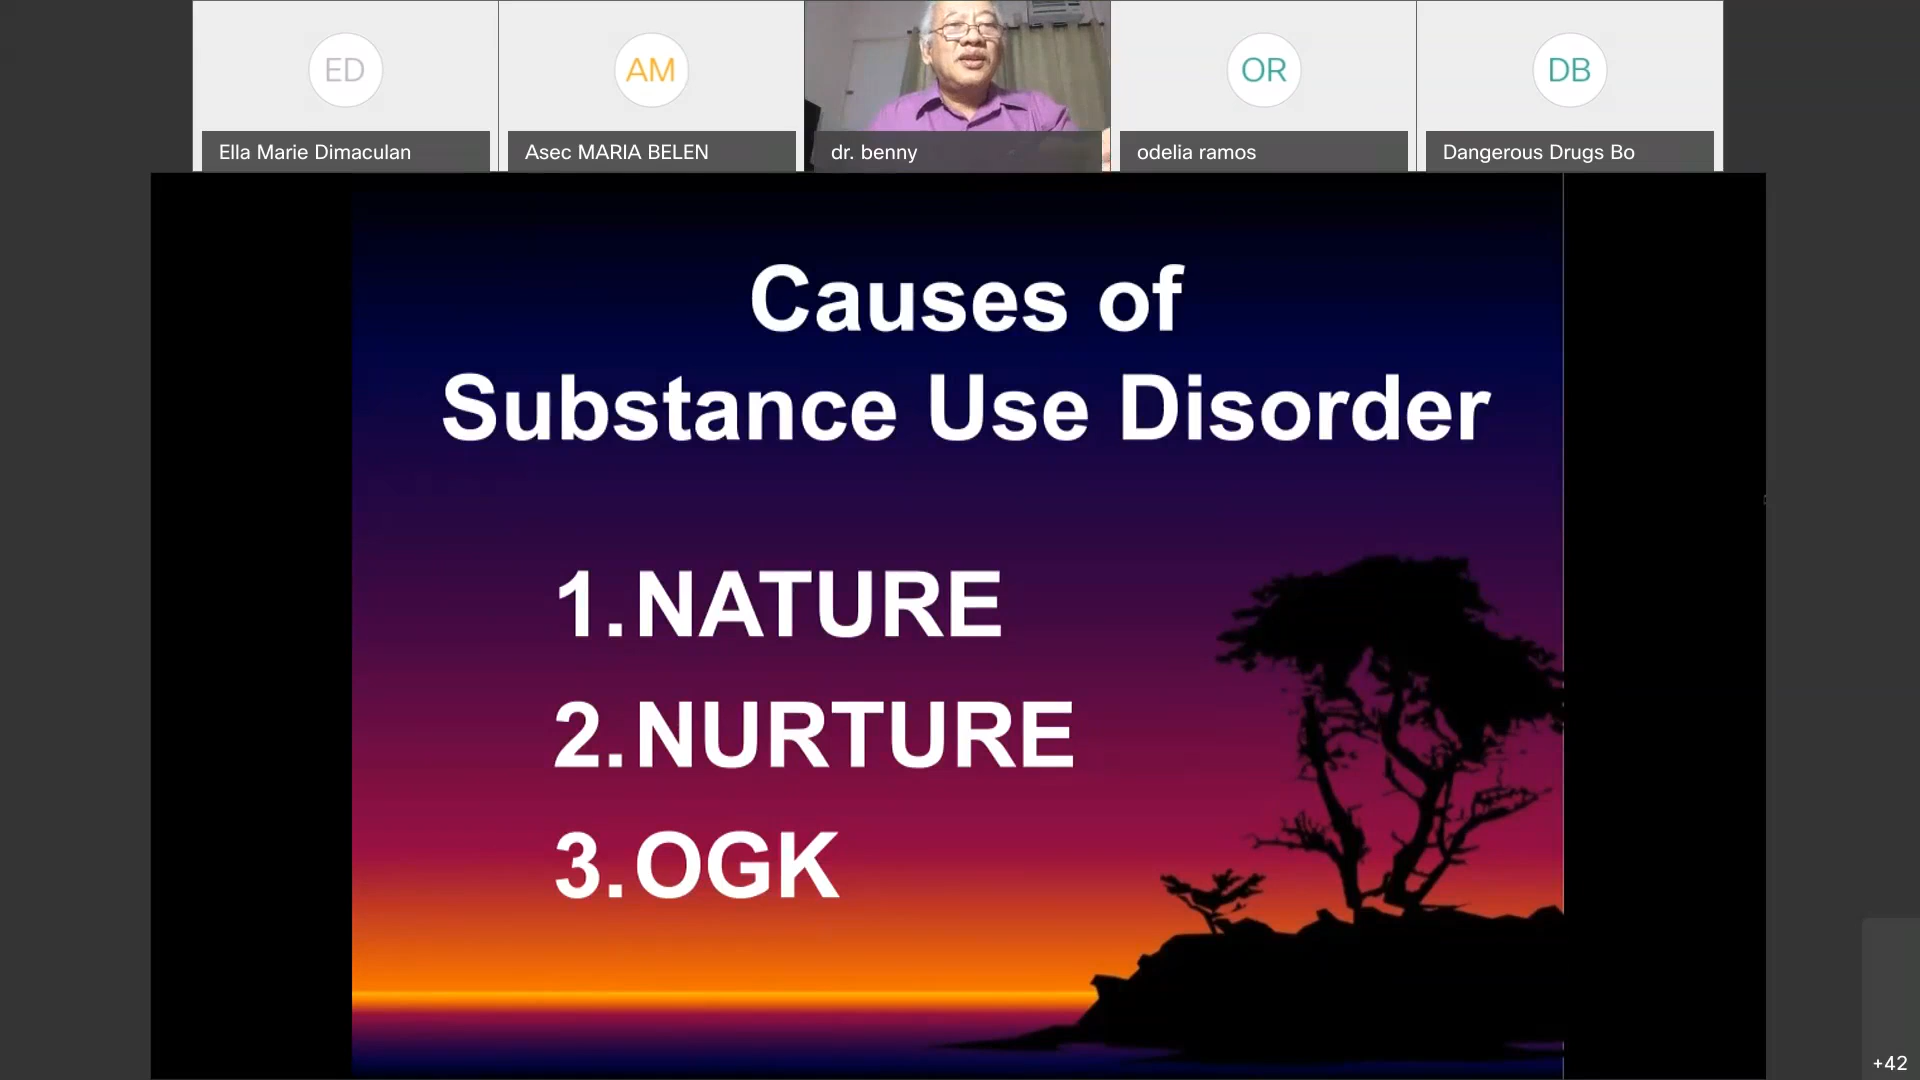 ED
AM
OR
DB
Ella Marie Dimaculan
Asec MARIA BELEN
dr. benny
odelia ramos
Dangerous Drugs Bo
Causes of
Substance Use Disorder
1.NATURE
2.NURTURE
3.OGK
+42